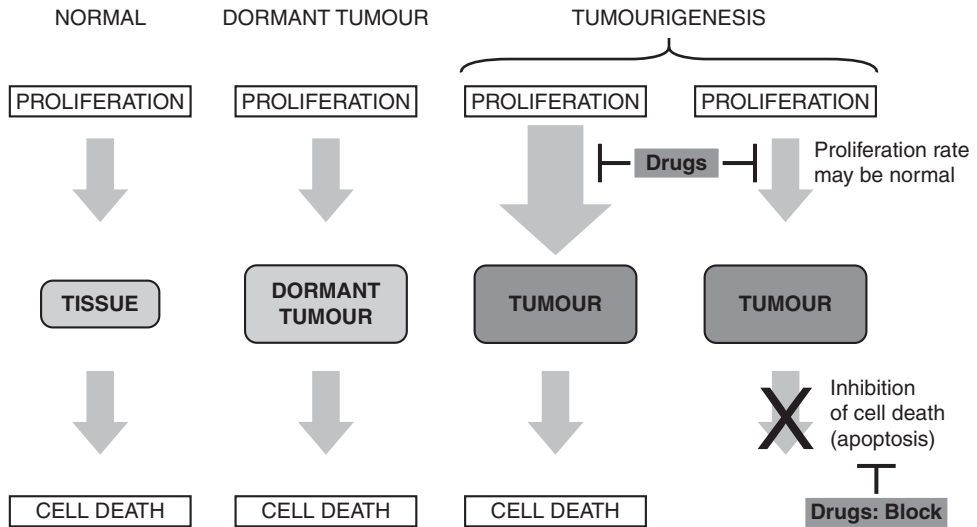 NORMAL
DORMANT TUMOUR
TUMOURIGENESIS
PROLIFERATION
PROLIFERATION
PROLIFERATION
PROLIFERATION
Drugs
Proliferation rate
may be normal
TISSUE
DORMANT
TUMOUR
TUMOUR
TUMOUR
X
Inhibition
of cell death
(apoptosis)
CELL DEATH
CELL DEATH
CELL DEATH
Drugs: Block